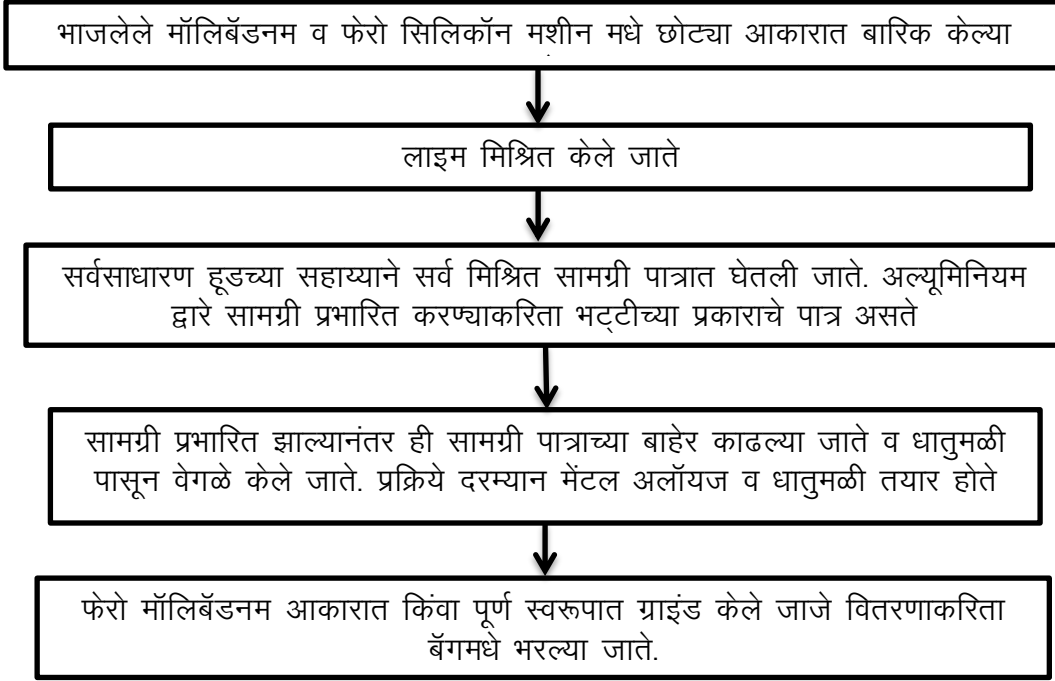 भाजलेले मॉलिबॅडनम व फेरो सिलिकॉन मशीन मधे छोट्या आकारात बारिक केल्या
लाइम मिश्रित केले जाते
सर्वसाधारण हूडच्या सहाय्याने सर्व मिश्रित सामग्री पात्रात घेतली जाते. अल्यूमिनियम
द्वारे सामग्री प्रभारित करण्याकरिता भट्टीच्या प्रकाराचे पात्र असते
सामग्री प्रभारित झाल्यानंतर ही सामग्री पात्राच्या बाहेर काढल्या जाते व धातुमळी
पासून वेगळे केले जाते. प्रक्रिये दरम्यान मेंटल अलॉयज व धातुमळी तयार होते
फेरो मॉलिबॅडनम आकारात किंवा पूर्ण स्वरूपात ग्राइंड केले जाजे वितरणाकरिता
बॅगमधे भरल्या जाते.